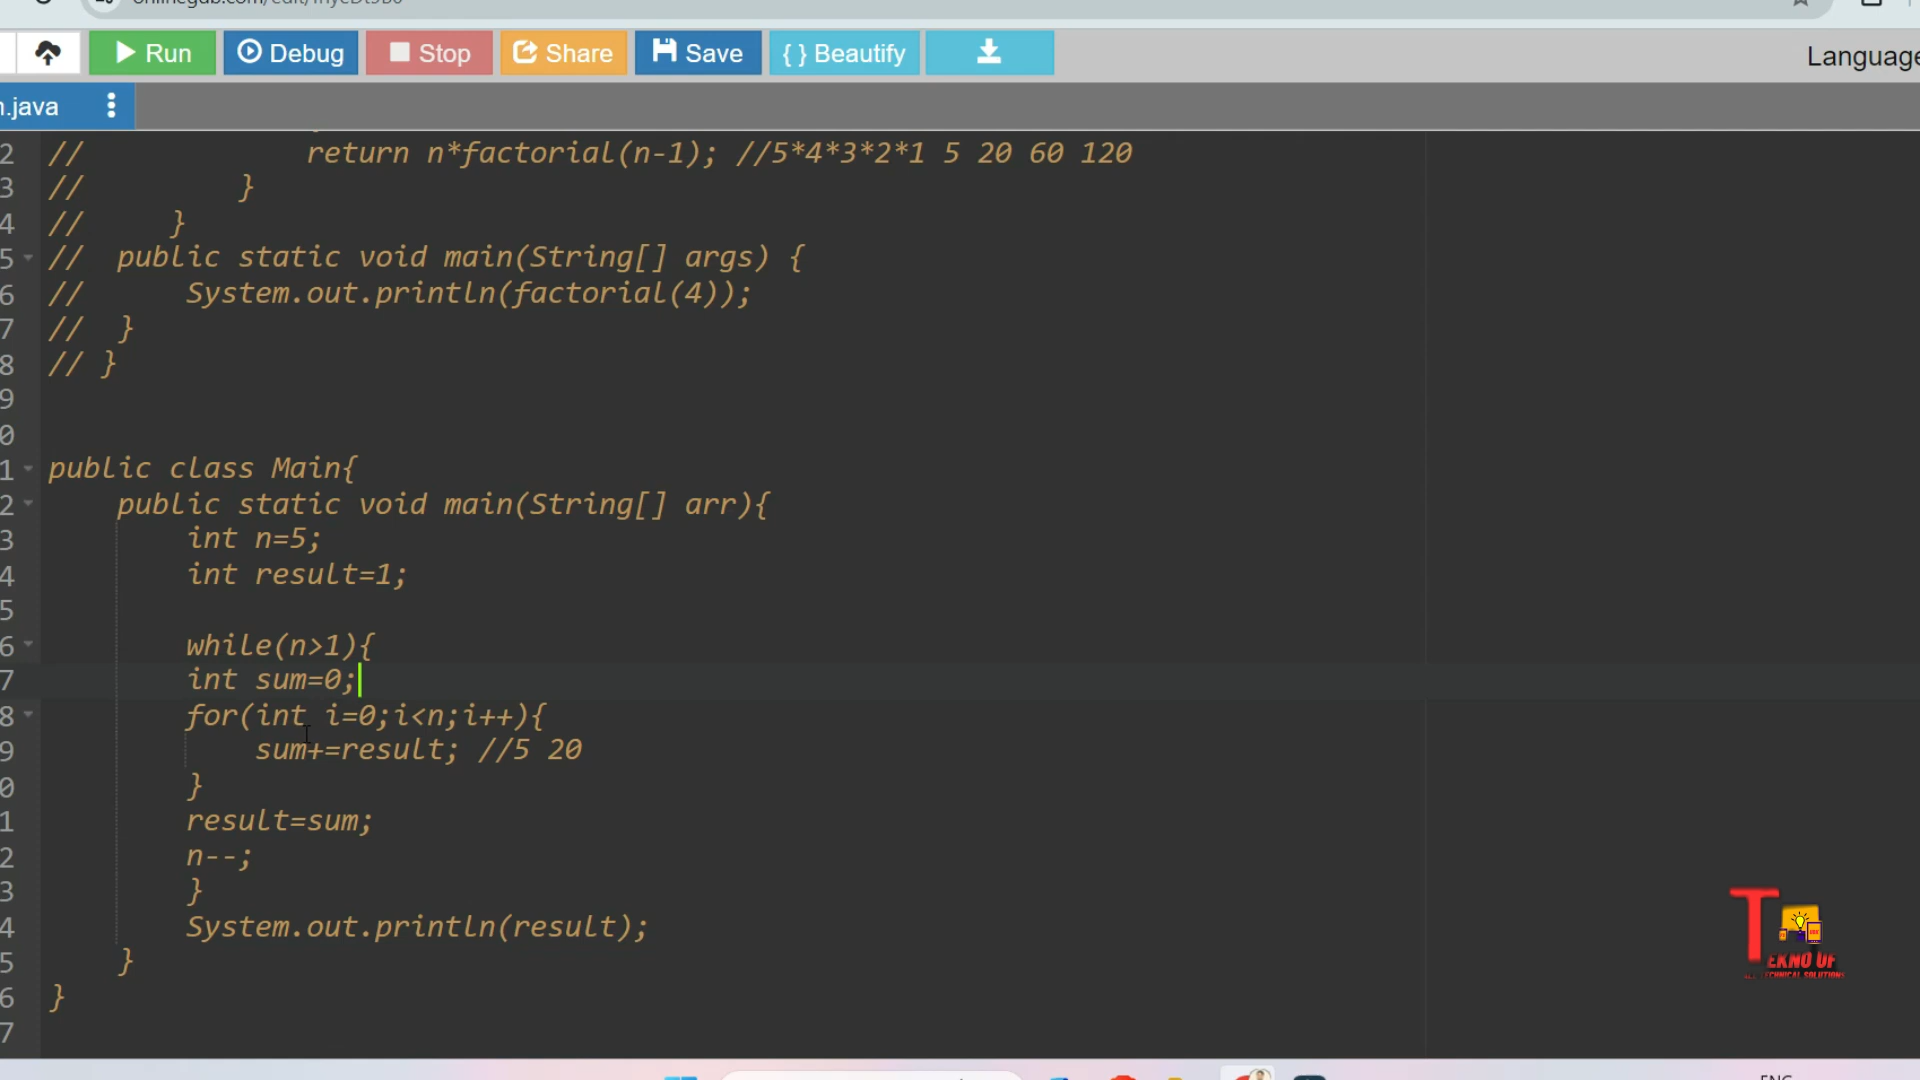 Run Debug Stop Share Save { } Beautify Language
.java
2 // return n*factorial(n-1); //5*4*3*2*1 5 20 60 120
3 // }
4 // }
5 // public static void main(String[] args) {
6 // System.out.println(factorial(4));
7 // }
8 // }
9
0
1 public class Main{
2 public static void main(String[] arr){
3 int n=5;
4 int result=1;
5
6 while(n>1){
7 int sum=0;
8 for(int i=0;i<n;i++){
9 sum+=result; //5 20
0 }
1 result=sum;
2 n--;
3 }
4 System.out.println(result);
5 }
6 }
7
TEKNO UF
TECHNICAL SOLUTIONS